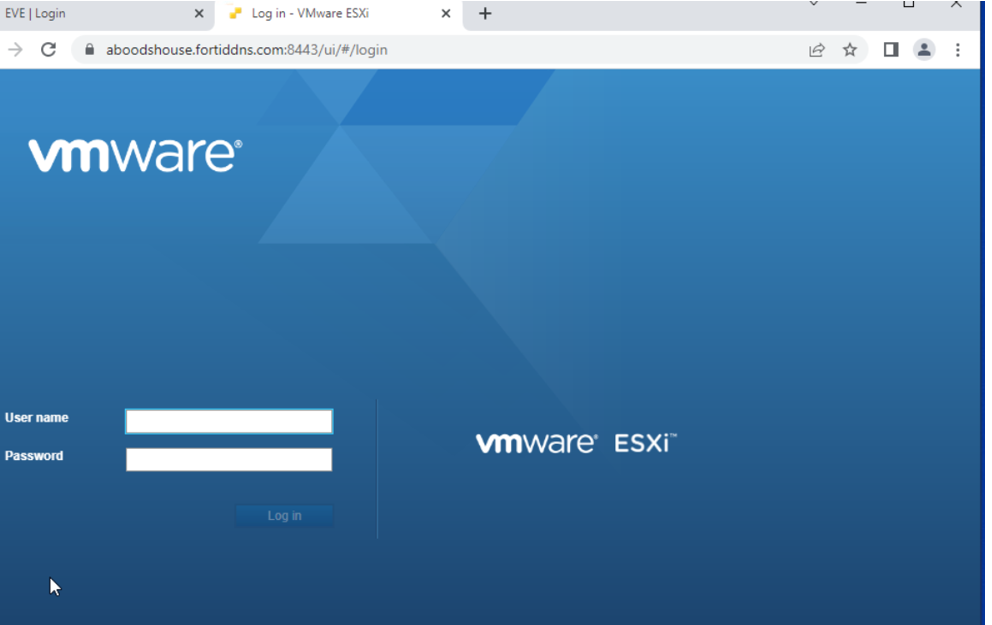 EVE | Login
Log in - VMware ESXi
aboodshouse.fortiddns.com:8443/ui/#/login
vmware®
User name
Password
Log in
vmware® ESXi™